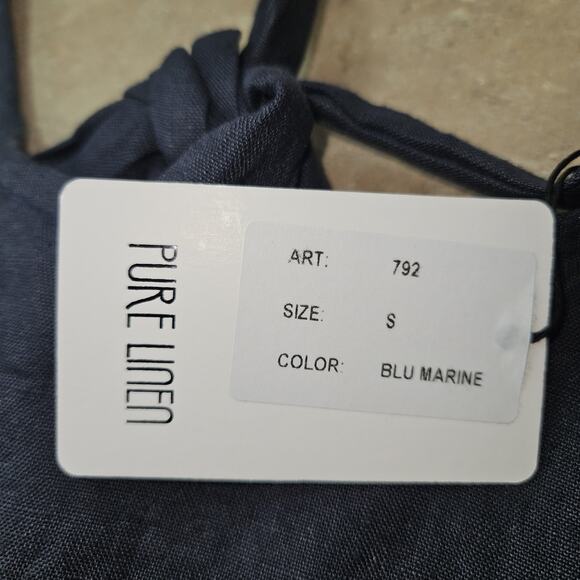 PURE LINEN
ART: 792
SIZE: S
COLOR: BLU MARINE